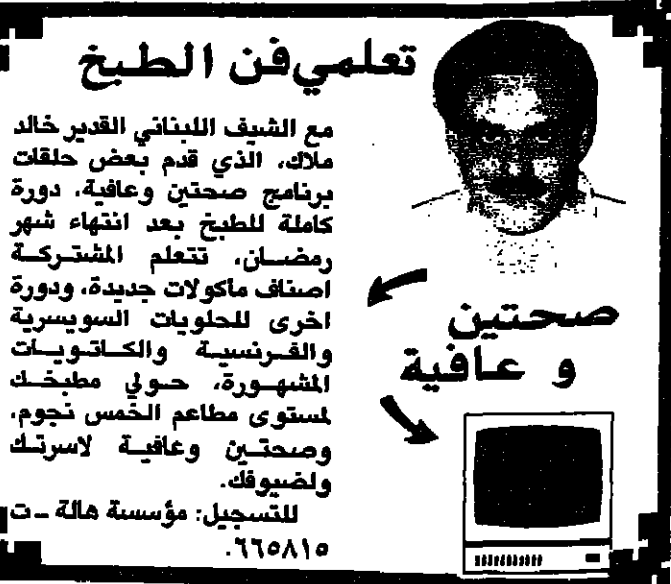 تعلمي فن الطبخ
مع الشيف اللبناني القدير خالد
ملاك، الذي قدم بعض حلقات
برنامج صحتين وعافية، دورة
كاملة للطبخ بعد انتهاء شهر
رمضان، تتعلم المشتركة
اصناف ماكولات جديدة، ودورة
اخرى للحلويات السويسرية
والفرنسية والكاتويات
المشهورة، حولي مطبخك
لمستوى مطاعم الخمس نجوم،
وصحتين وعافية لاسرتك
ولضيوفك.
للتسجيل: مؤسسة هالة ـ ت
٦٦٥٨١٥.
صحتين
و عافية